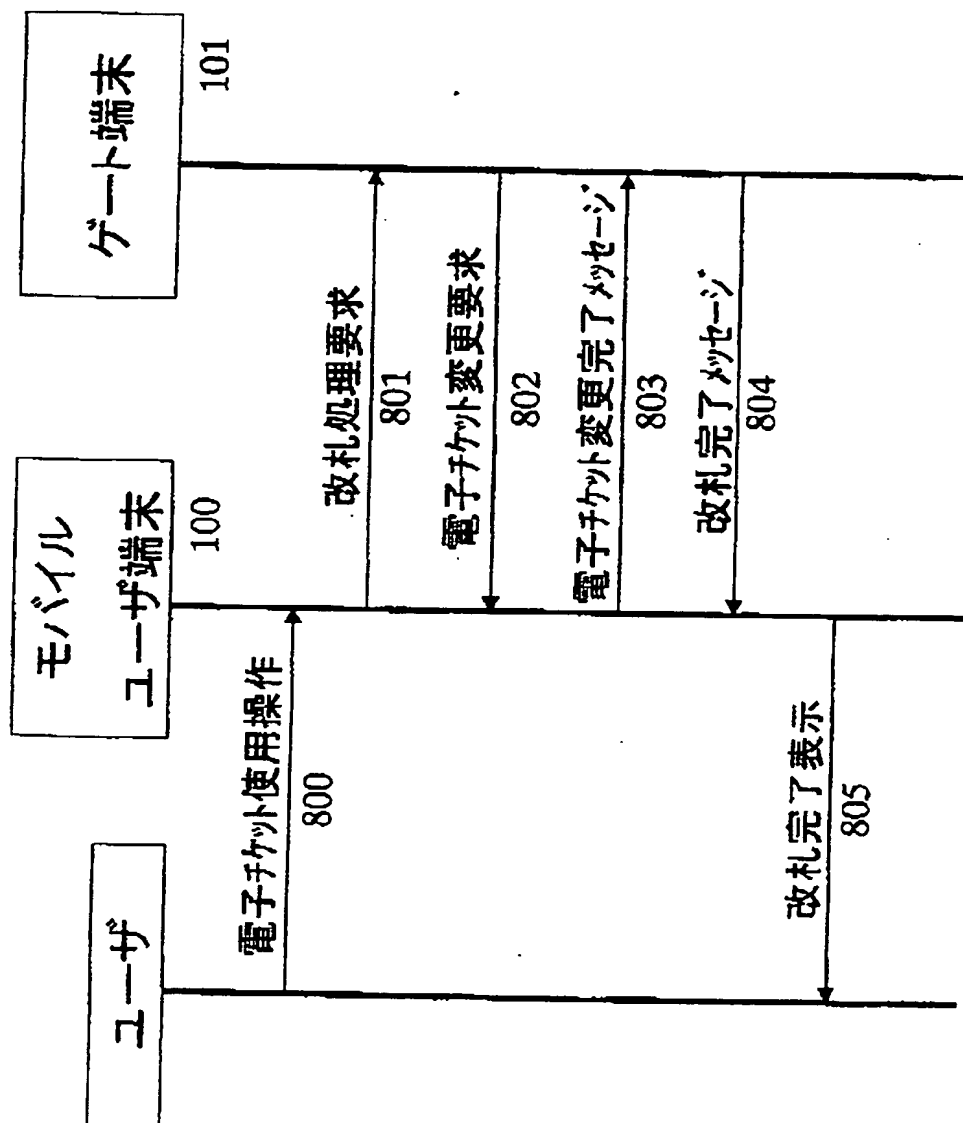 ユーザ
モバイル
ユーザ端末
100
ゲート端末
101
電子チケット使用操作
800
改札処理要求
801
電子チケット変更要求
802
電子チケット変更完了メッセージ
803
改札完了メッセージ
804
改札完了表示
805